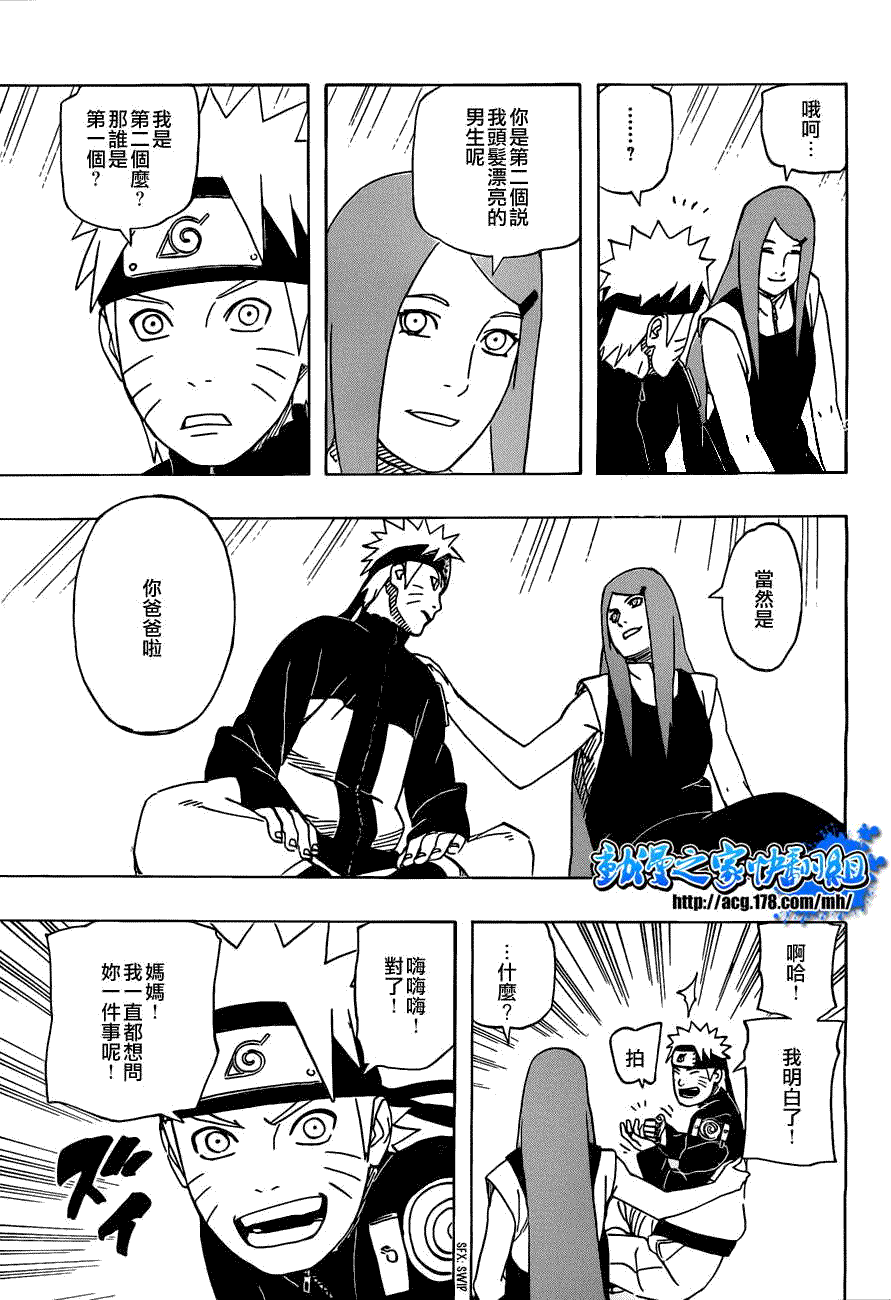 哦呵…
……?
你是第二個説
我頭髮漂亮的
男生呢
我是
第二個麼?
那誰是
第一個?
當然是
你爸爸啦
動漫之家快翻組
http://acg.178.com/mh/
啊哈!
我明白了!
拍
…什麼?
SFX: SWIP
嗨嗨嗨!
對了!
媽媽!
我一直都想問
妳一件事呢!
ズイ